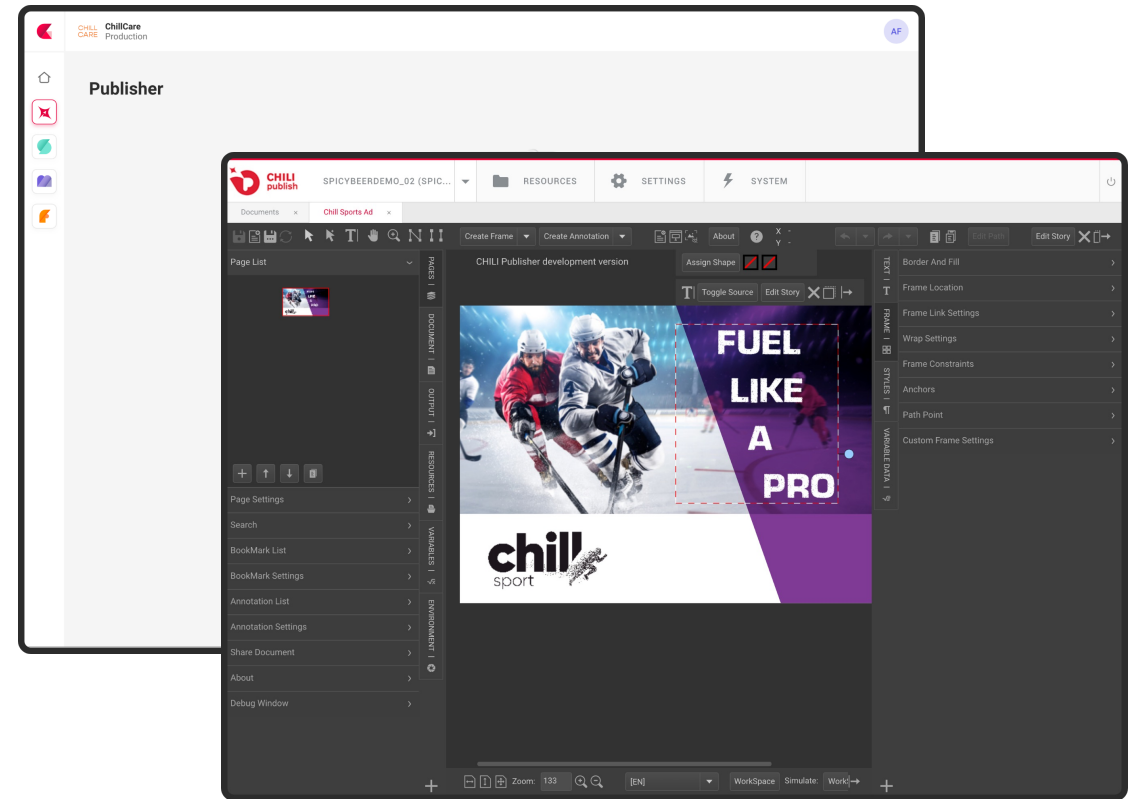 CHILL
CARE
ChillCare
Production
AF
Publisher
CHILI
publish
SPICYBEERDEMO_02 (SPIC...
RESOURCES
SETTINGS
SYSTEM
Documents ×
Chill Sports Ad ×
Create Frame
Create Annotation
About
?
X -
Y -
Edit Path
Edit Story
Page List
PAGES
DOCUMENT
OUTPUT
RESOURCES
VARIABLES
ENVIRONMENT
Page Settings
Search
BookMark List
BookMark Settings
Annotation List
Annotation Settings
Share Document
About
Debug Window
CHILI Publisher development version
Assign Shape
Toggle Source
Edit Story
FUEL
LIKE
A
PRO
4
chill
sport
TEXT
FRAME
STYLES
VARIABLE DATA
Border And Fill
Frame Location
Frame Link Settings
Wrap Settings
Frame Constraints
Anchors
Path Point
Custom Frame Settings
Zoom: 133
[EN]
WorkSpace
Simulate: